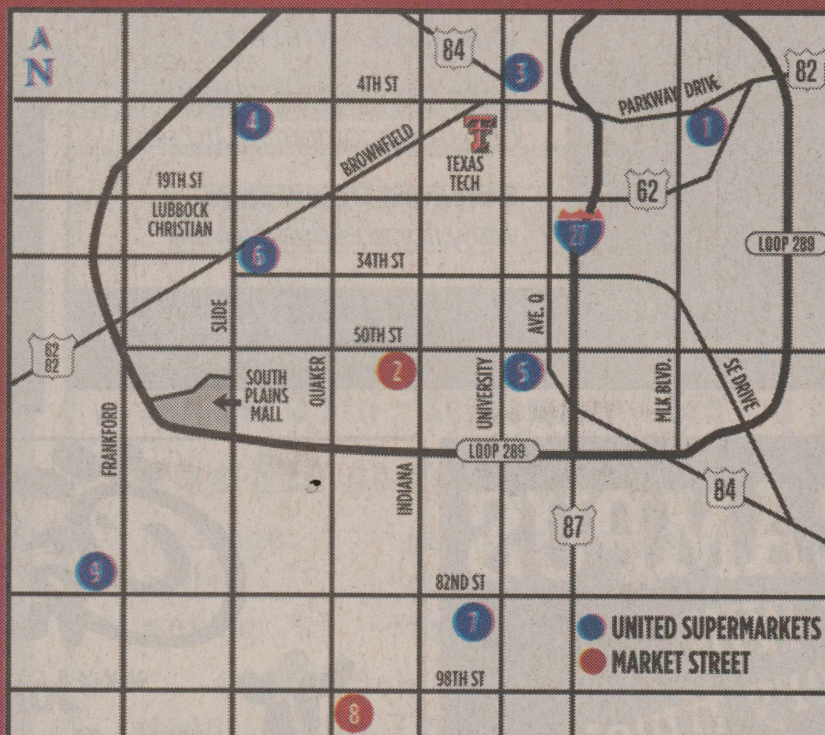 N
84
3
82
4TH ST
PARKWAY DRIVE
4
1
BROWNFIELD
T
TEXAS
TECH
19TH ST
62
LUBBOCK
CHRISTIAN
27
LOOP 289
6
34TH ST
SLIDE
AVE. Q
50TH ST
62
82
QUAKER
2
UNIVERSITY
5
MLK BLVD.
SE DRIVE
SOUTH
PLAINS
MALL
FRANKFORD
LOOP 289
INDIANA
84
87
9
82ND ST
7
UNITED SUPERMARKETS
MARKET STREET
98TH ST
8